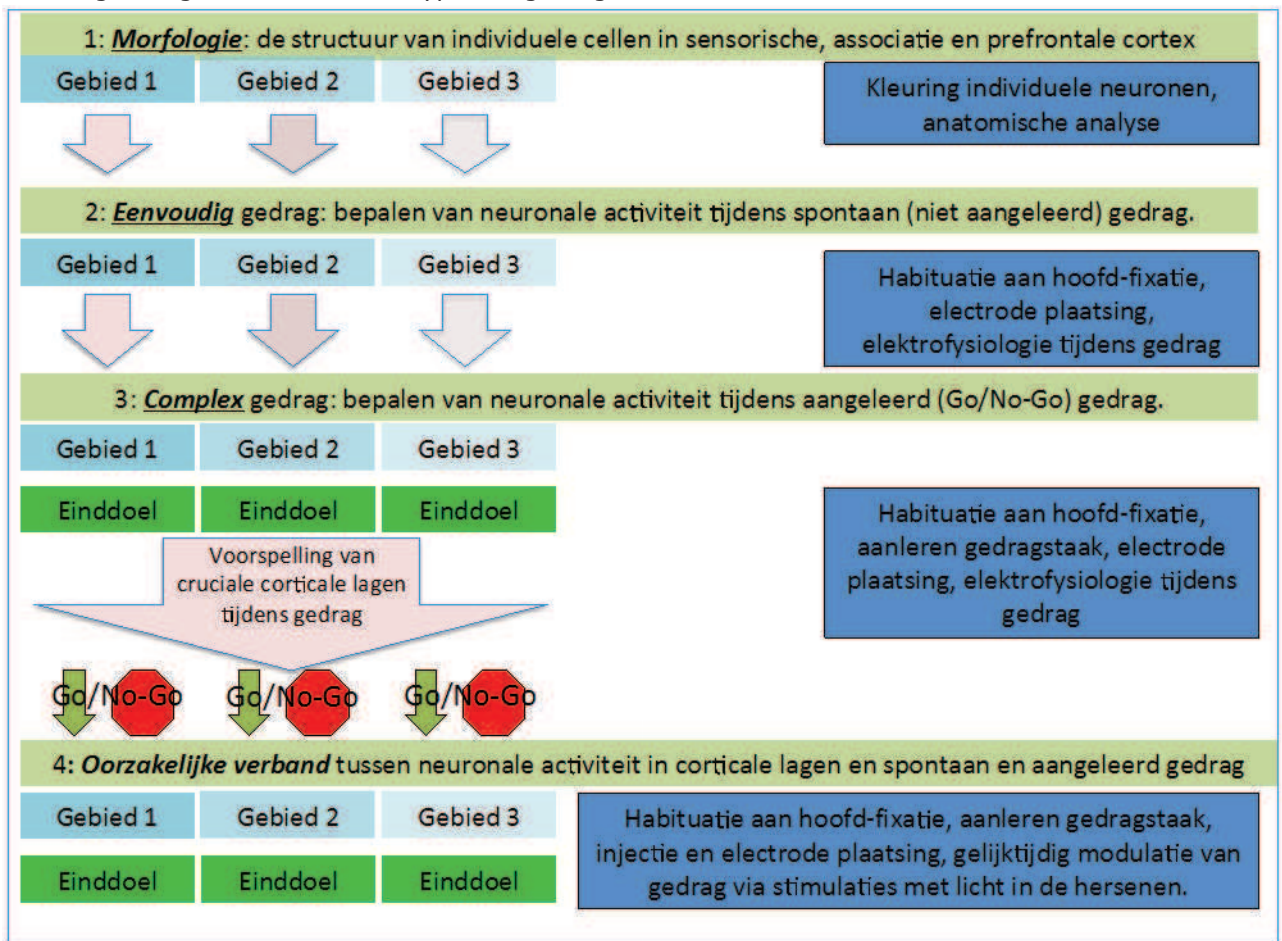 1: Morfologie: de structuur van individuele cellen in sensorische, associatie en prefrontale cortex
Gebied 1
Gebied 2
Gebied 3
Kleuring individuele neuronen,
anatomische analyse
2: Eenvoudig gedrag: bepalen van neuronale activiteit tijdens spontaan (niet aangeleerd) gedrag.
Gebied 1
Gebied 2
Gebied 3
Habituatie aan hoofd-fixatie,
electrode plaatsing,
elektrofysiologie tijdens gedrag
3: Complex gedrag: bepalen van neuronale activiteit tijdens aangeleerd (Go/No-Go) gedrag.
Gebied 1
Gebied 2
Gebied 3
Einddoel
Einddoel
Einddoel
Habituatie aan hoofd-fixatie,
aanleren gedragstaak, electrode
plaatsing, elektrofysiologie tijdens
gedrag
Voorspelling van
cruciale corticale lagen
tijdens gedrag
Go/No-Go
Go/No-Go
Go/No-Go
4: Oorzakelijke verband tussen neuronale activiteit in corticale lagen en spontaan en aangeleerd gedrag
Gebied 1
Gebied 2
Gebied 3
Einddoel
Einddoel
Einddoel
Habituatie aan hoofd-fixatie, aanleren gedragstaak,
injectie en electrode plaatsing, gelijktijdig modulatie van
gedrag via stimulaties met licht in de hersenen.